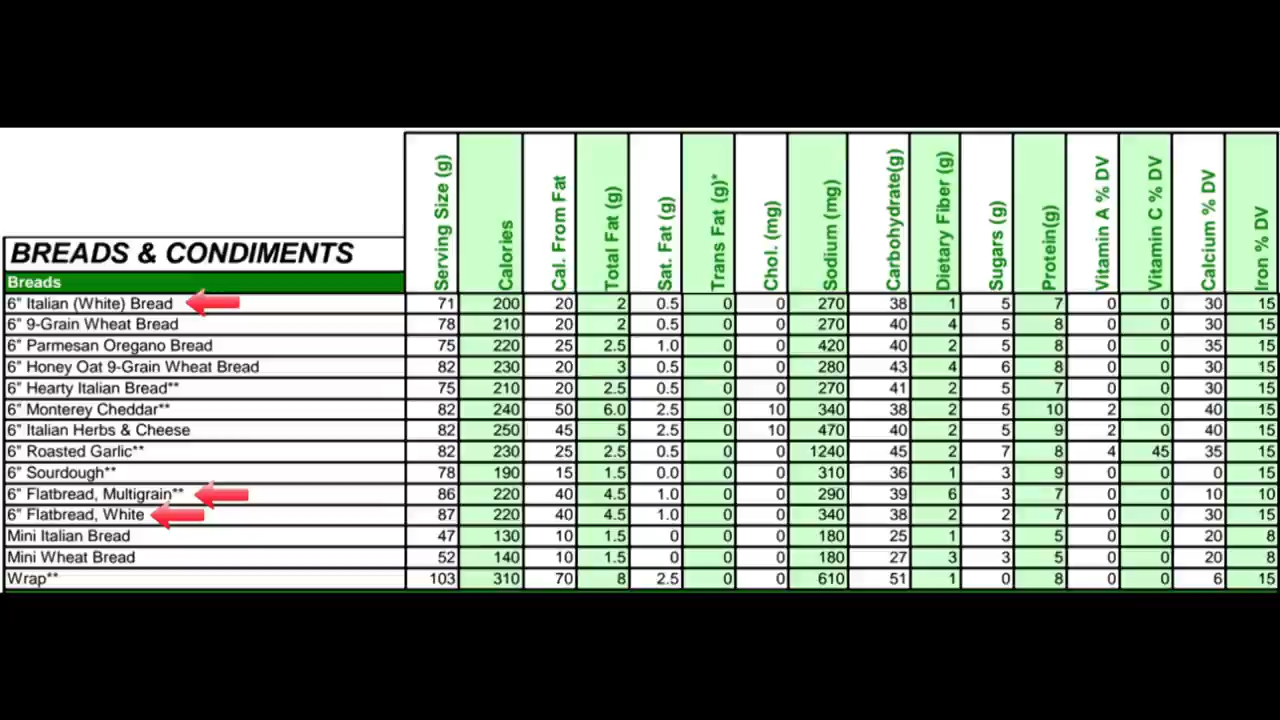 Serving Size (g) Calories Cal. From Fat Total Fat (g) Sat. Fat (g) Trans Fat (g)* Chol. (mg) Sodium (mg) Carbohydrate(g) Dietary Fiber (g) Sugars (g) Protein(g) Vitamin A % DV Vitamin C % DV Calcium % DV Iron % DV
BREADS & CONDIMENTS
Breads
6" Italian (White) Bread 71 200 20 2 0.5 0 0 270 38 1 5 7 0 0 30 15
6" 9-Grain Wheat Bread 78 210 20 2 0.5 0 0 270 40 4 5 8 0 0 30 15
6" Parmesan Oregano Bread 75 220 25 2.5 1.0 0 0 420 40 2 5 8 0 0 35 15
6" Honey Oat 9-Grain Wheat Bread 82 230 20 3 0.5 0 0 280 43 4 6 8 0 0 30 15
6" Hearty Italian Bread** 75 210 20 2.5 0.5 0 0 270 41 2 5 7 0 0 30 15
6" Monterey Cheddar** 82 240 50 6.0 2.5 0 10 340 38 2 5 10 2 0 40 15
6" Italian Herbs & Cheese 82 250 45 5 2.5 0 10 470 40 2 5 9 2 0 40 15
6" Roasted Garlic** 82 230 25 2.5 0.5 0 0 1240 45 2 7 8 4 45 35 15
6" Sourdough** 78 190 15 1.5 0.0 0 0 310 36 1 3 9 0 0 0 15
6" Flatbread, Multigrain** 86 220 40 4.5 1.0 0 0 290 39 6 3 7 0 0 10 10
6" Flatbread, White 87 220 40 4.5 1.0 0 0 340 38 2 2 7 0 0 30 15
Mini Italian Bread 47 130 10 1.5 0 0 0 180 25 1 3 5 0 0 20 8
Mini Wheat Bread 52 140 10 1.5 0 0 0 180 27 3 3 5 0 0 20 8
Wrap** 103 310 70 8 2.5 0 0 610 51 1 0 8 0 0 6 15